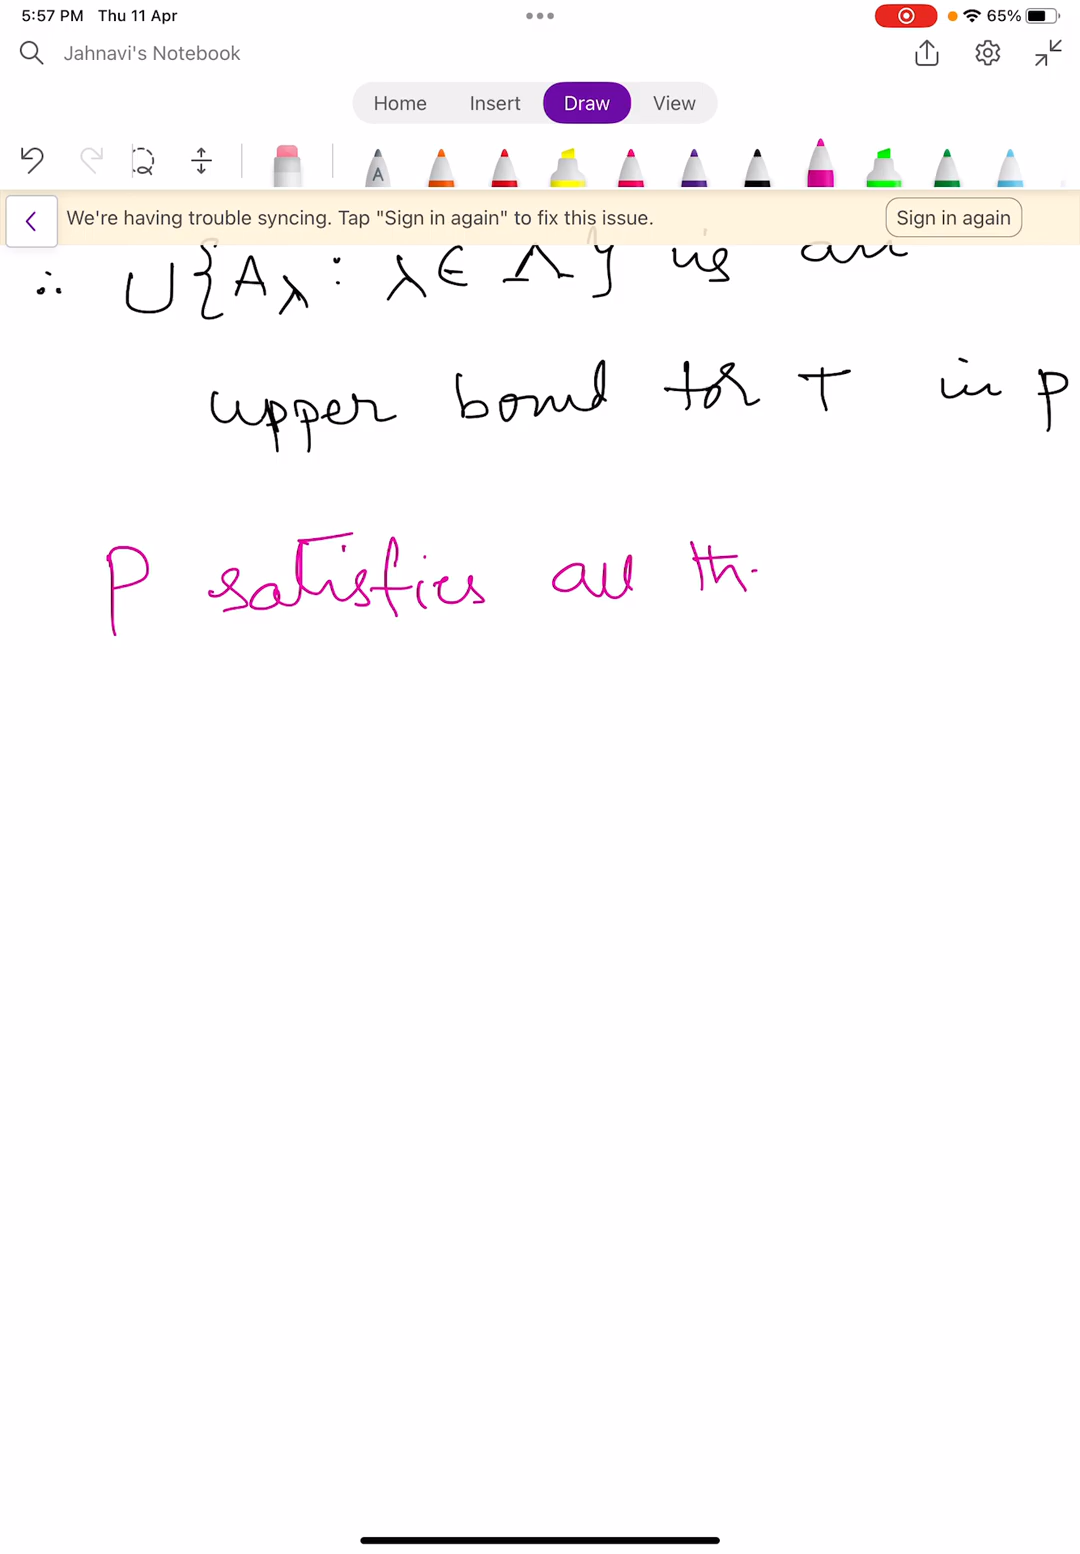 5:57 PM Thu 11 Apr
65%
Jahnavi's Notebook
Home Insert Draw View
A
We're having trouble syncing. Tap "Sign in again" to fix this issue.
Sign in again
∴ ∪{Aλ : λ ∈ Λ} is an
upper bond for T in P
P satisfies all th